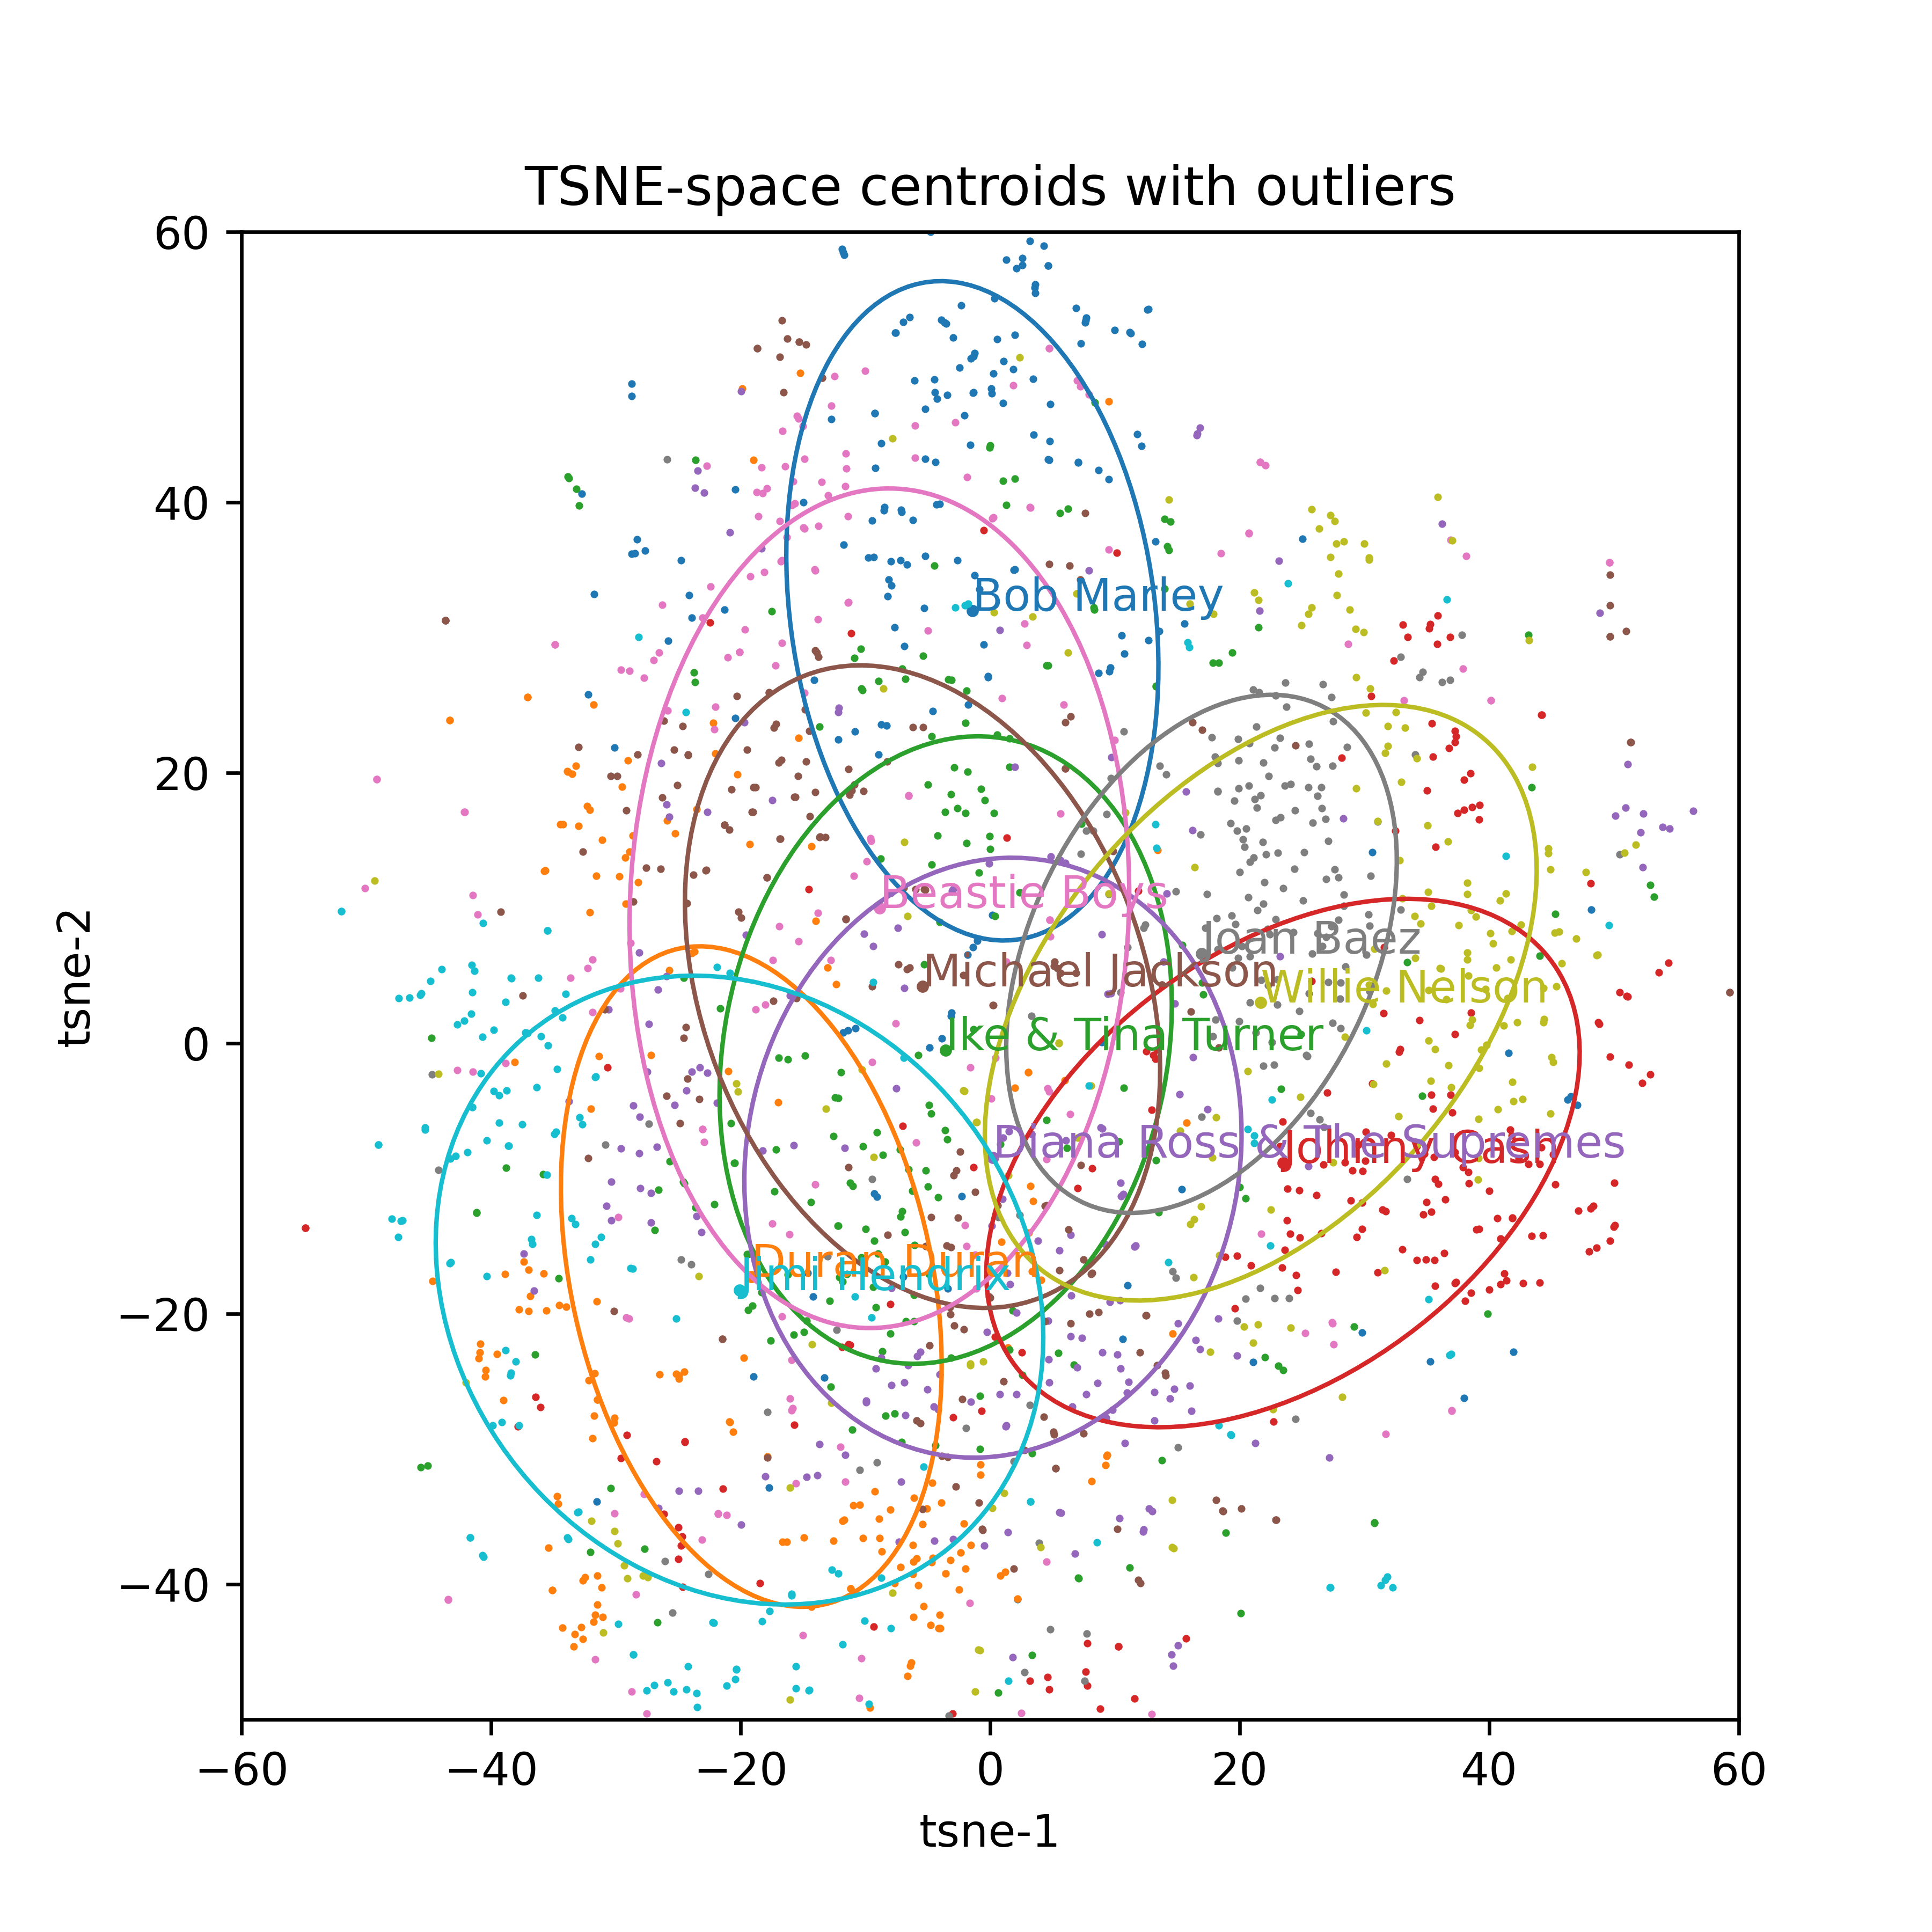 TSNE-space centroids with outliers
60
40
20
0
−20
−40
tsne-2
Bob Marley
Beastie Boys
Joan Baez
Michael Jackson
Willie Nelson
Ike & Tina Turner
Diana Ross & The Supremes
Johnny Cash
Duran Duran
Jimi Hendrix
−60
−40
−20
0
20
40
60
tsne-1